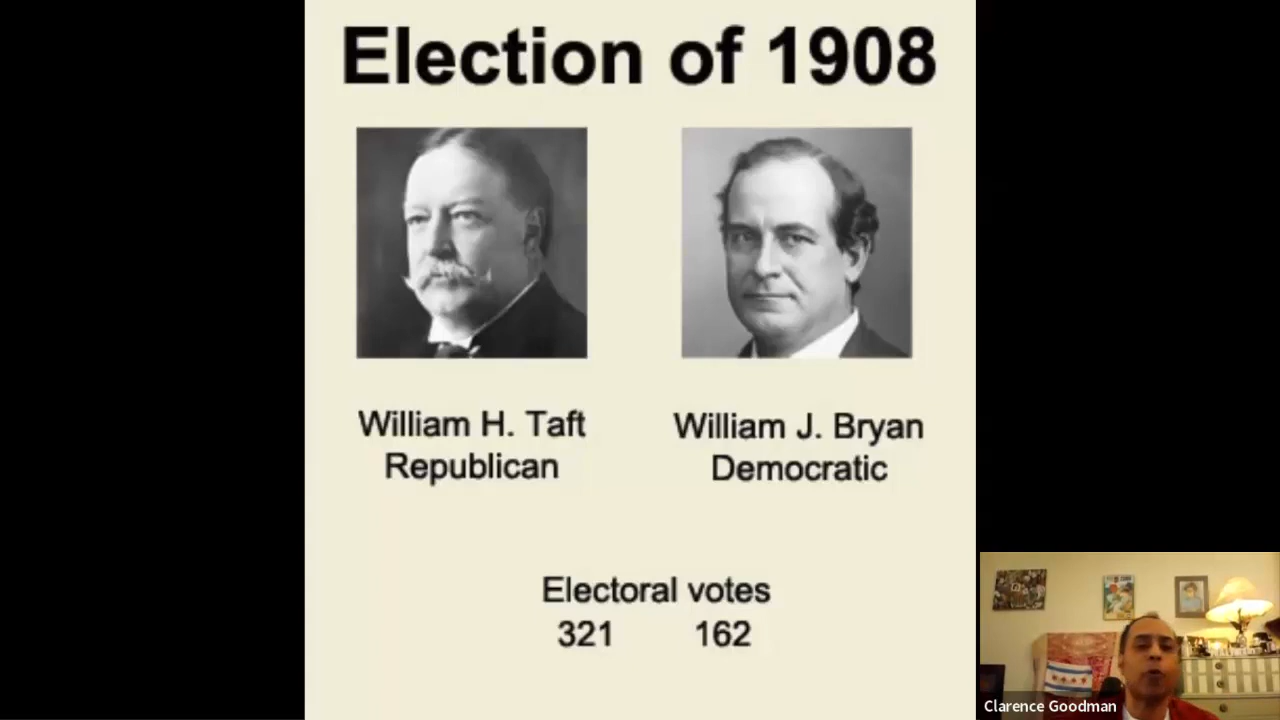 Election of 1908
William H. Taft
Republican
William J. Bryan
Democratic
Electoral votes
321 162
Clarence Goodman